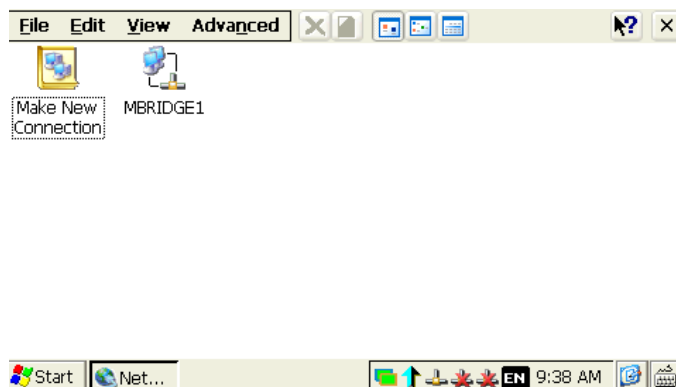 File Edit View Advanced ?
Make New
Connection
MBRIDGE1
Start Net... EN 9:38 AM